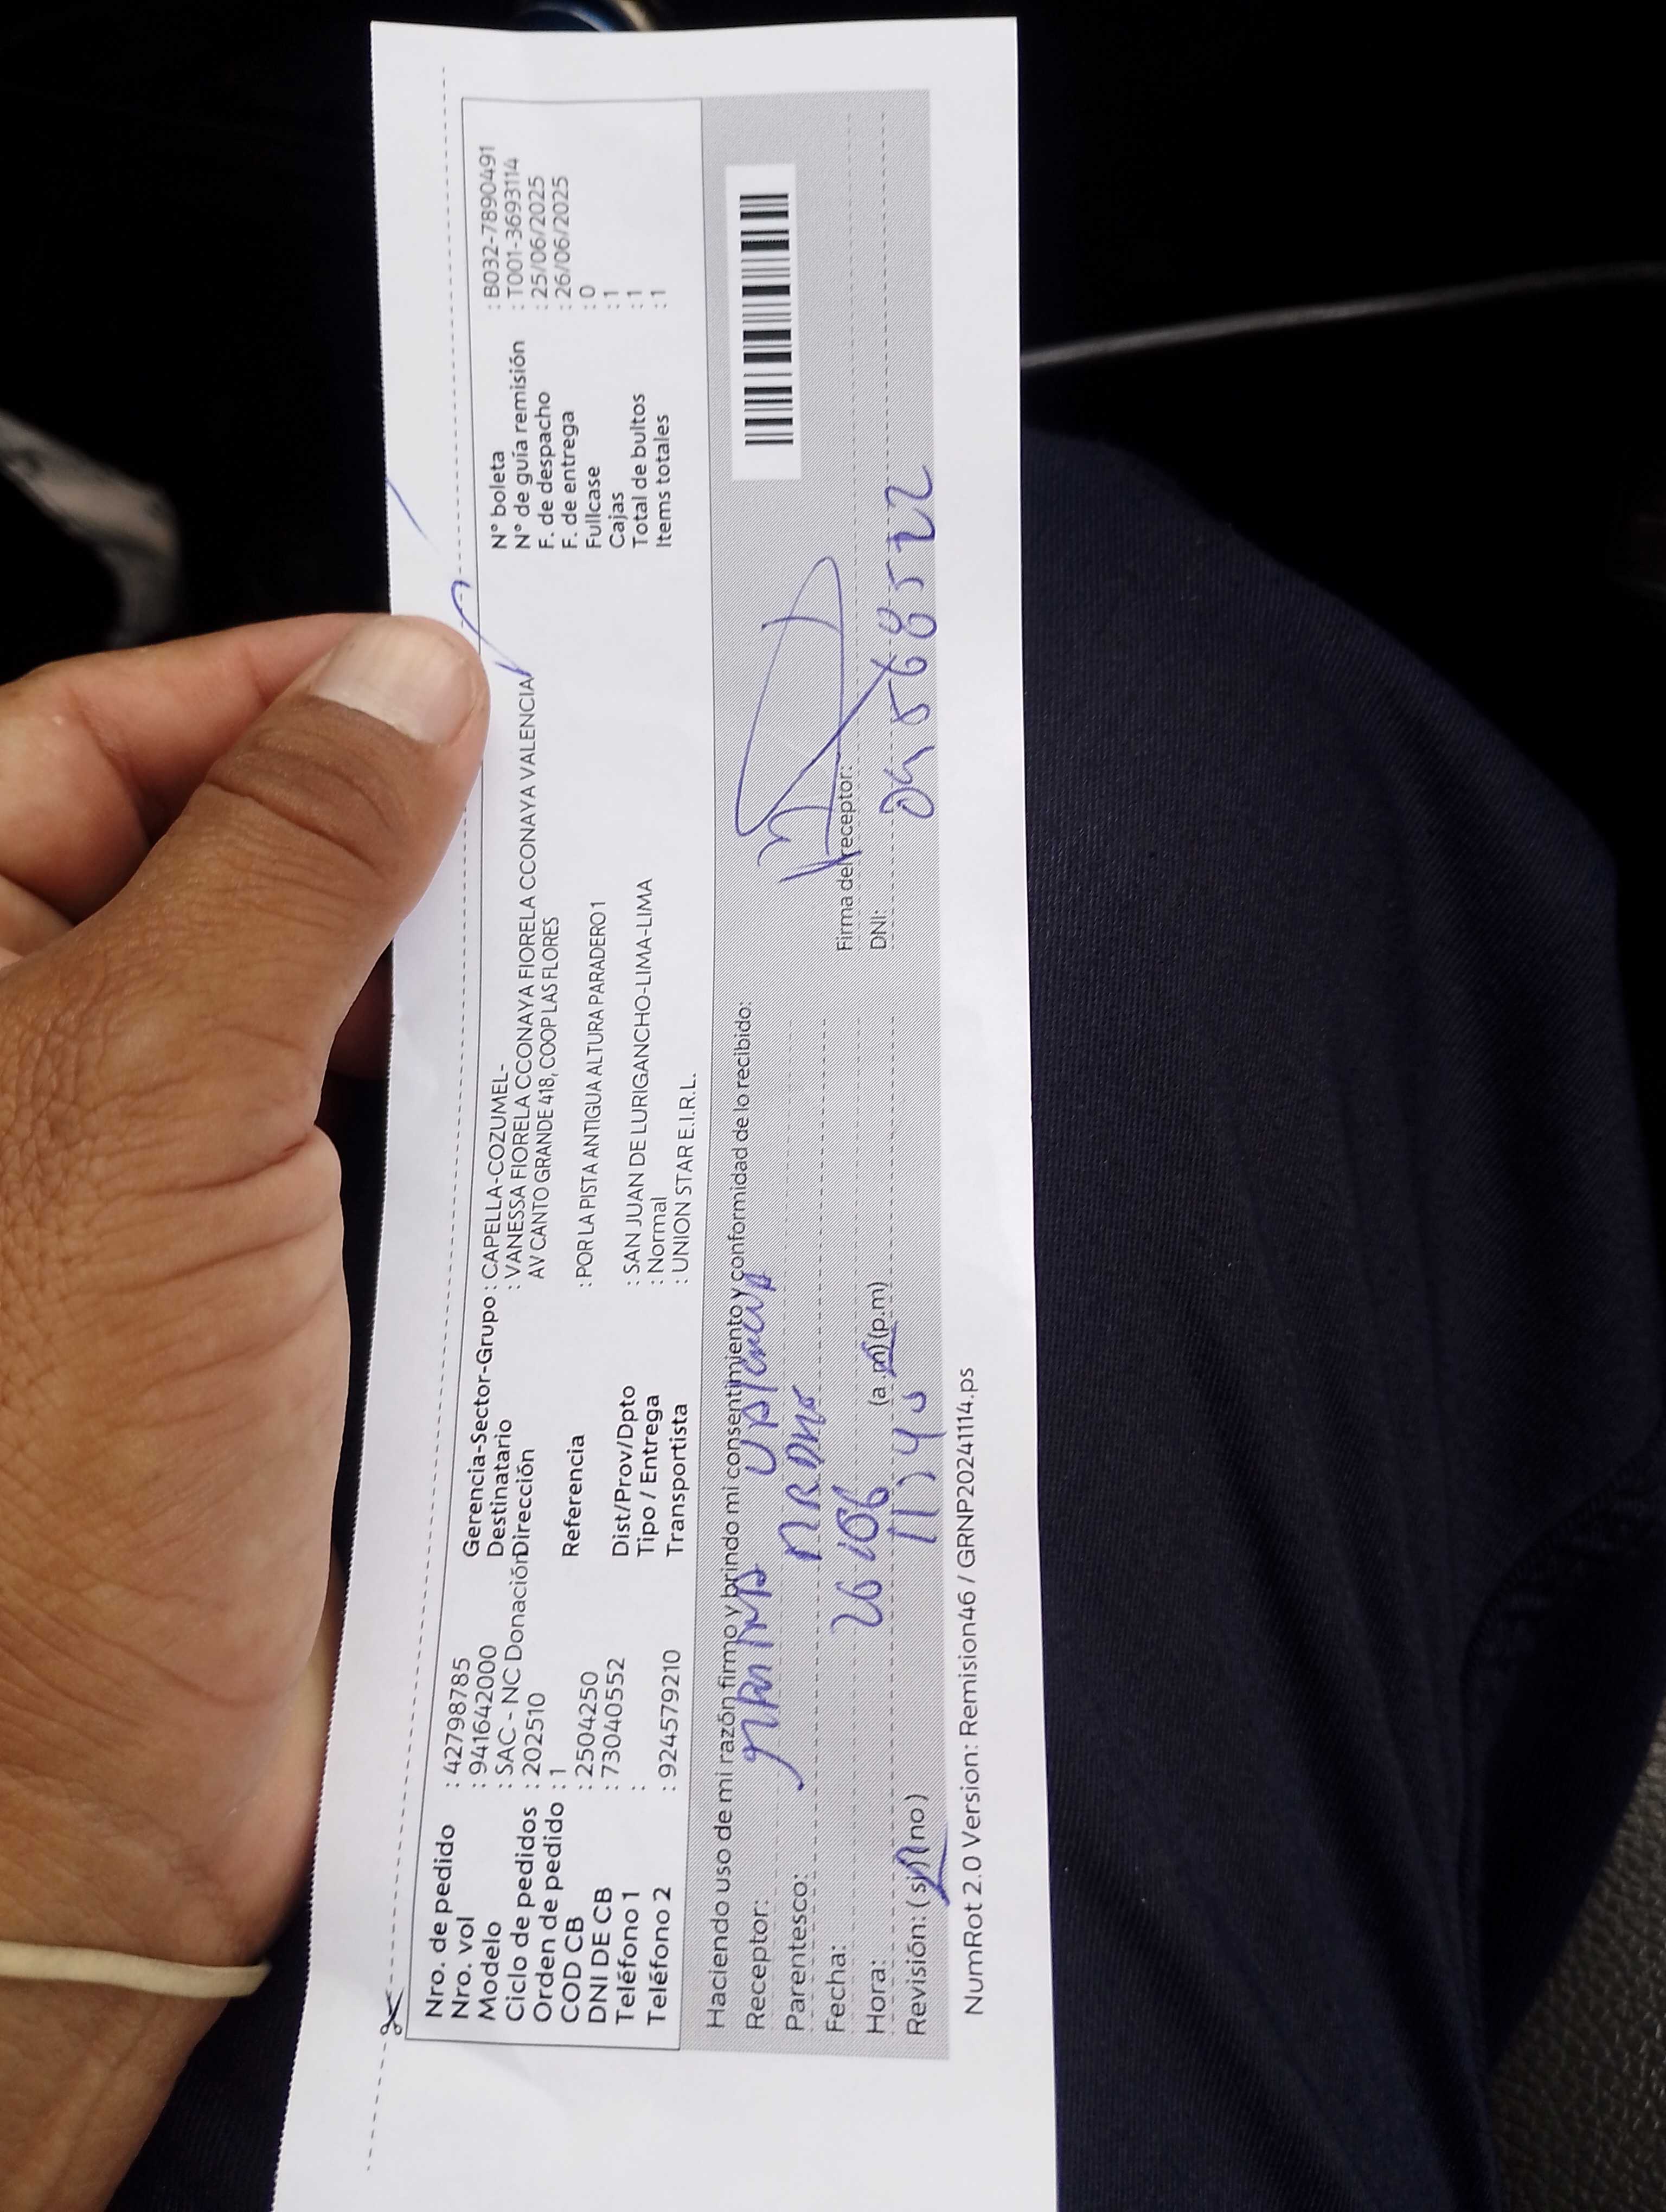 Nro. de pedido : 42798785
Nro. vol : 941642000
Modelo : SAC - NC Donación
Ciclo de pedidos : 202510
Orden de pedido : 1
COD CB : 2504250
DNI DE CB : 73040552
Teléfono 1 :
Teléfono 2 : 924579210
Gerencia-Sector-Grupo : CAPELLA-COZUMEL-
Destinatario : VANESSA FIORELA CCONAYA FIORELA CCONAYA VALENCIA
Dirección AV CANTO GRANDE 418, COOP LAS FLORES
Referencia : POR LA PISTA ANTIGUA ALTURA PARADERO 1
Dist/Prov/Dpto : SAN JUAN DE LURIGANCHO-LIMA-LIMA
Tipo / Entrega : Normal
Transportista : UNION STAR E.I.R.L.
N° boleta : B032-7890491
N° de guía remisión : T001-3693114
F. de despacho : 25/06/2025
F. de entrega : 26/06/2025
Fullcase : 0
Cajas : 1
Total de bultos : 1
Items totales : 1
Haciendo uso de mi razón firmo y brindo mi consentimiento y conformidad de lo recibido:
Receptor:
Parentesco:
Fecha: 26/06
Hora: 11,40 (a.m) (p.m)
Revisión: (si) (no)
Firma del receptor:
DNI:
NumRot 2.0 Version: Remision46 / GRNP20241114.ps